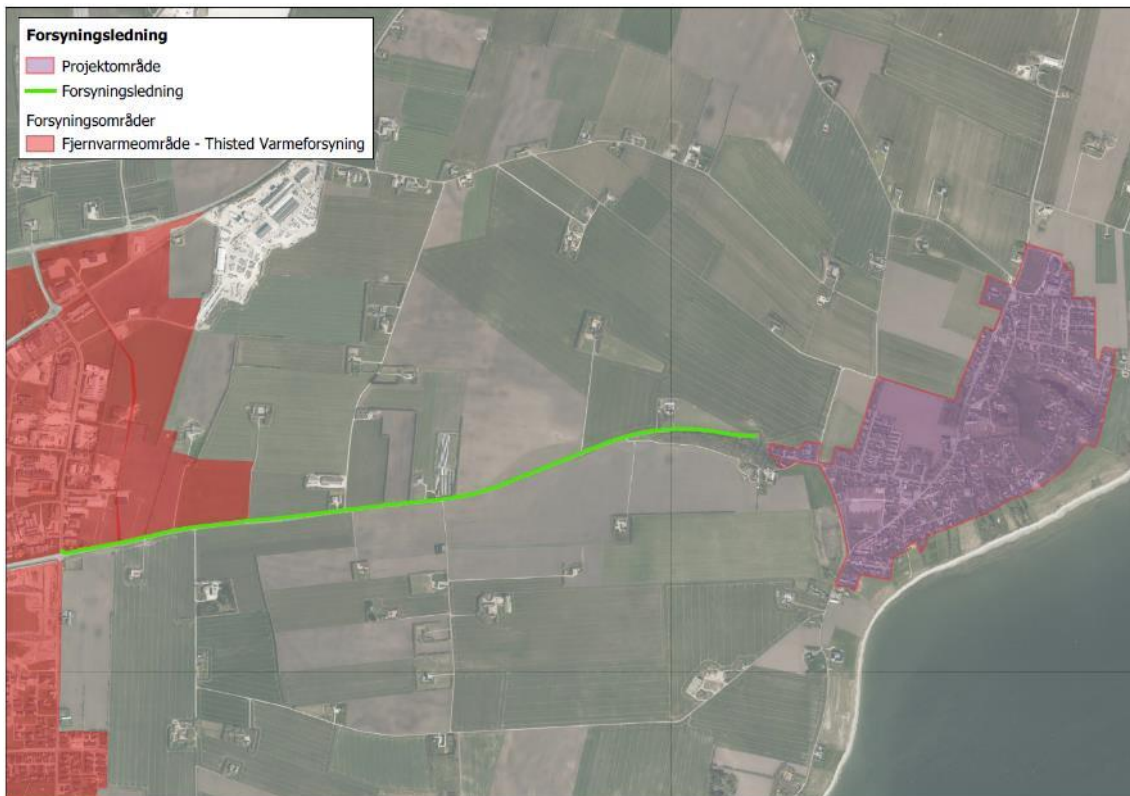 Forsyningsledning
Projektområde
Forsyningsledning
Forsyningsområder
Fjernvarmeområde - Thisted Varmeforsyning